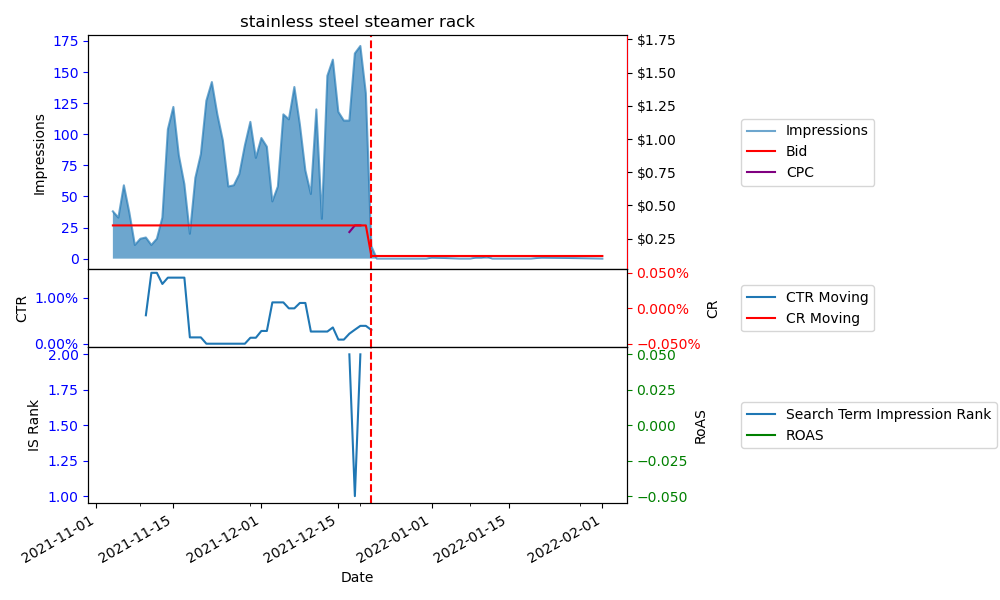 stainless steel steamer rack
175
150
125
100
75
50
25
0
Impressions
$1.75
$1.50
$1.25
$1.00
$0.75
$0.50
$0.25
Impressions
Bid
CPC
1.00%
0.00%
CTR
0.050%
0.000%
−0.050%
CR
CTR Moving
CR Moving
2.00
1.75
1.50
1.25
1.00
IS Rank
0.050
0.025
0.000
−0.025
−0.050
RoAS
Search Term Impression Rank
ROAS
2021-11-01
2021-11-15
2021-12-01
2021-12-15
2022-01-01
2022-01-15
2022-02-01
Date